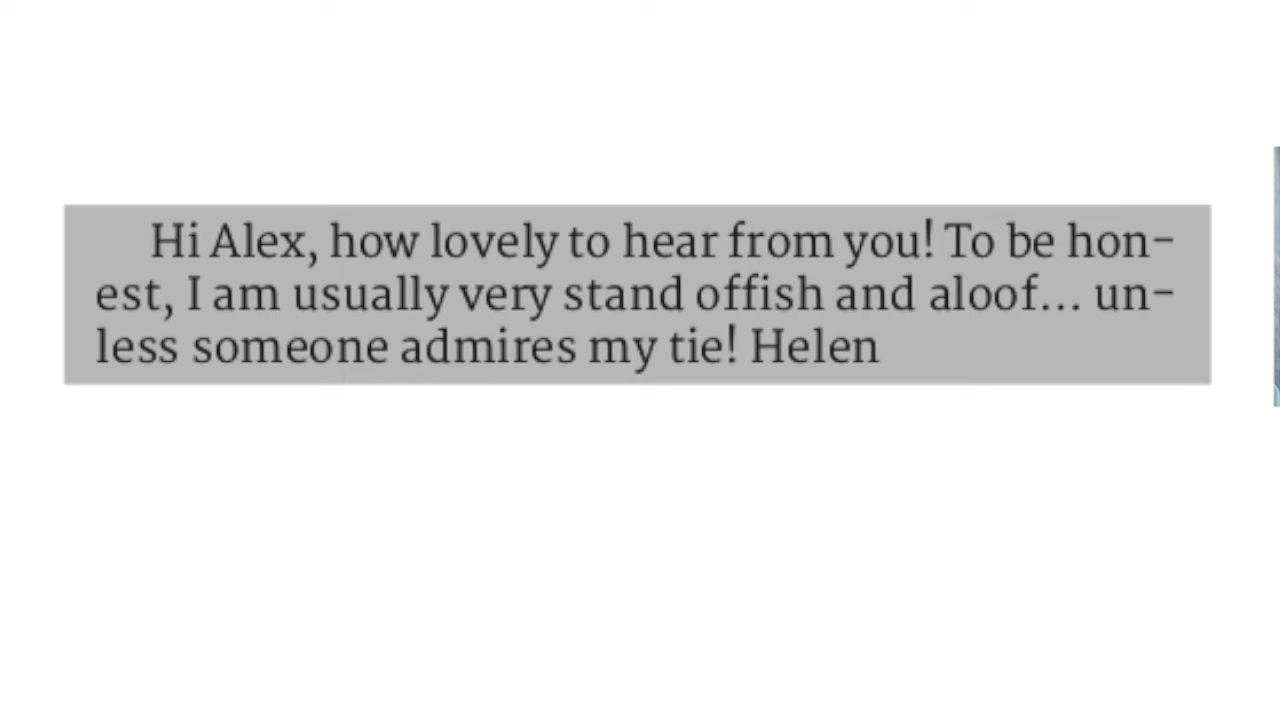 Hi Alex, how lovely to hear from you! To be hon-
est, I am usually very stand offish and aloof... un-
less someone admires my tie! Helen